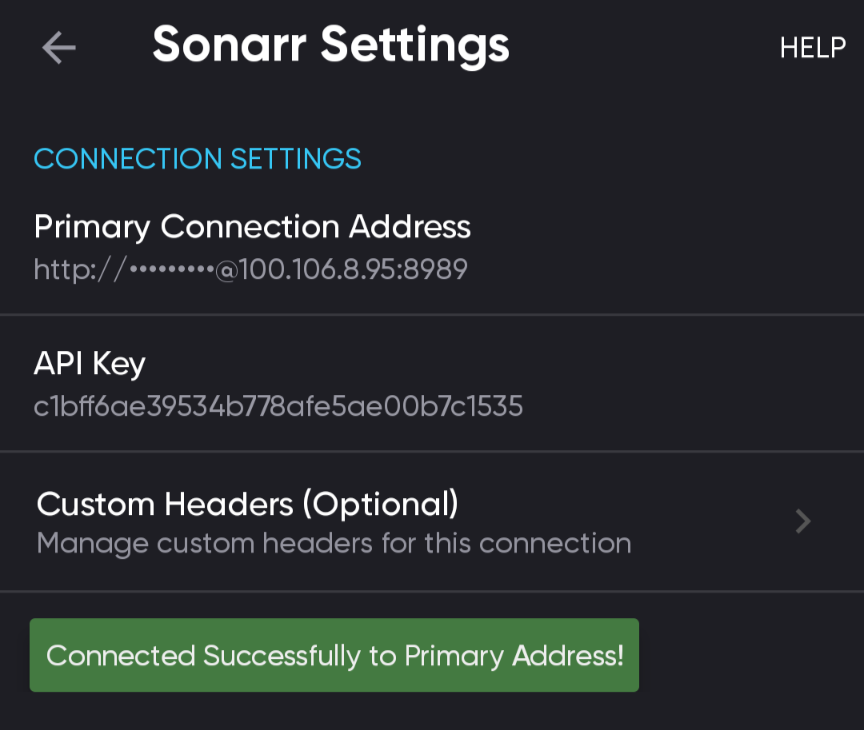 Sonarr Settings
HELP
CONNECTION SETTINGS
Primary Connection Address
http://•••••••••@100.106.8.95:8989
API Key
c1bff6ae39534b778afe5ae00b7c1535
Custom Headers (Optional)
Manage custom headers for this connection
Connected Successfully to Primary Address!